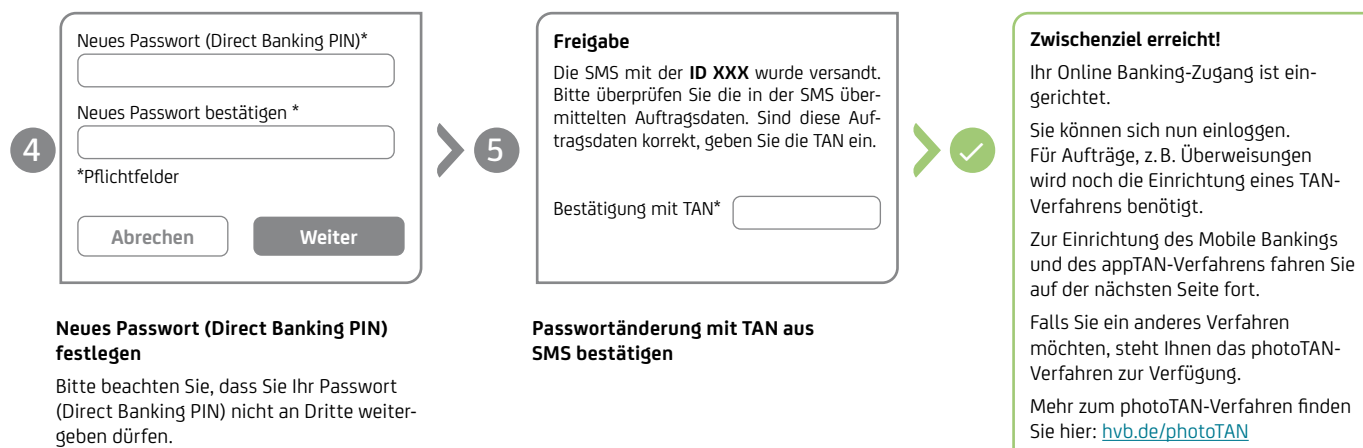 4
Neues Passwort (Direct Banking PIN)*
Neues Passwort bestätigen *
*Pflichtfelder
Abrechen
Weiter
Neues Passwort (Direct Banking PIN)
festlegen
Bitte beachten Sie, dass Sie Ihr Passwort
(Direct Banking PIN) nicht an Dritte weiter-
geben dürfen.
5
Freigabe
Die SMS mit der ID XXX wurde versandt.
Bitte überprüfen Sie die in der SMS über-
mittelten Auftragsdaten. Sind diese Auf-
tragsdaten korrekt, geben Sie die TAN ein.
Bestätigung mit TAN*
Passwortänderung mit TAN aus
SMS bestätigen
Zwischenziel erreicht!
Ihr Online Banking-Zugang ist ein-
gerichtet.
Sie können sich nun einloggen.
Für Aufträge, z. B. Überweisungen
wird noch die Einrichtung eines TAN-
Verfahrens benötigt.
Zur Einrichtung des Mobile Bankings
und des appTAN-Verfahrens fahren Sie
auf der nächsten Seite fort.
Falls Sie ein anderes Verfahren
möchten, steht Ihnen das photoTAN-
Verfahren zur Verfügung.
Mehr zum photoTAN-Verfahren finden
Sie hier: hvb.de/photoTAN